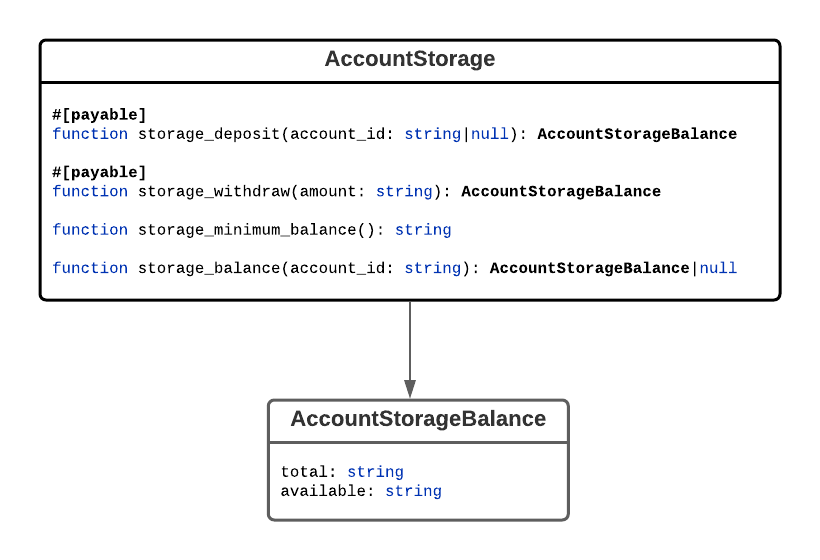 AccountStorage
#[payable]
function storage_deposit(account_id: string|null): AccountStorageBalance
#[payable]
function storage_withdraw(amount: string): AccountStorageBalance
function storage_minimum_balance(): string
function storage_balance(account_id: string): AccountStorageBalance|null
AccountStorageBalance
total: string
available: string